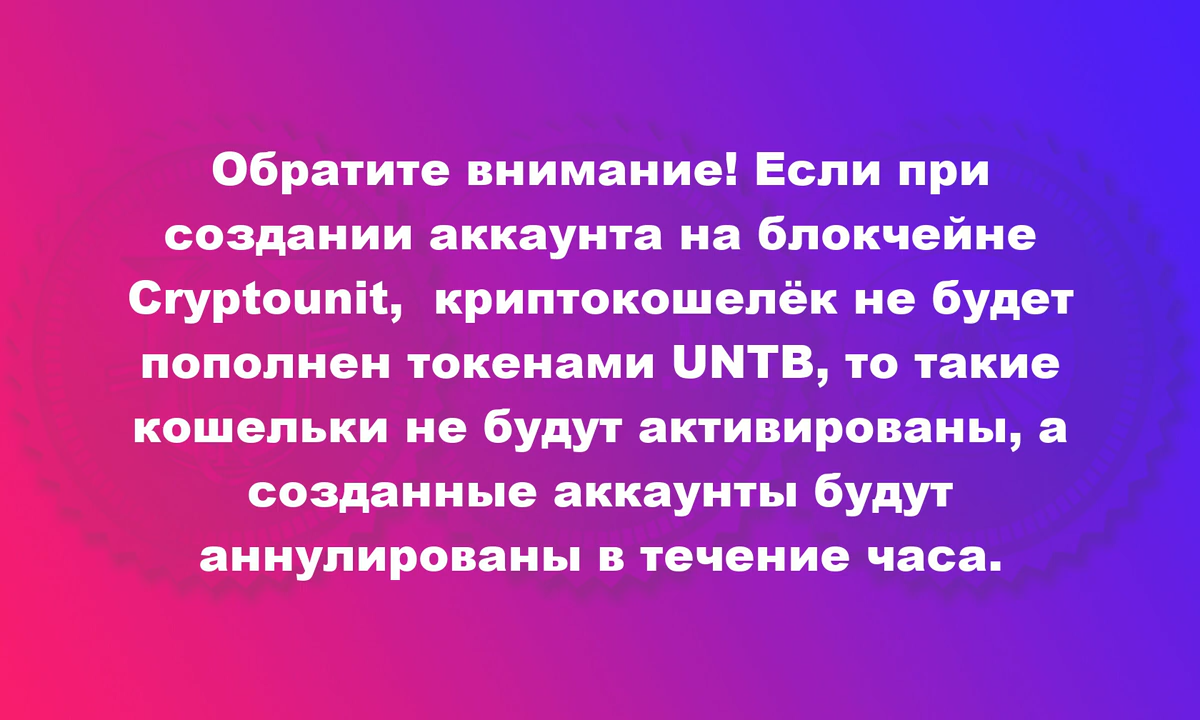 Обратите внимание! Если при
создании аккаунта на блокчейне
Cryptounit,  криптокошелёк не будет
пополнен токенами UNTB, то такие
кошельки не будут активированы, а
созданные аккаунты будут
аннулированы в течение часа.